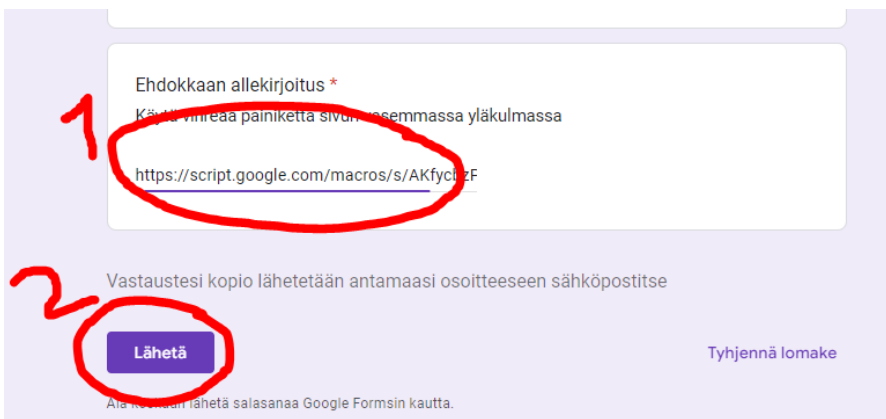 Ehdokkaan allekirjoitus *
1
Käytä vihreää painiketta sivun vasemmassa yläkulmassa
https://script.google.com/macros/s/AKfycbzF
2
Vastaustesi kopio lähetetään antamaasi osoitteeseen sähköpostitse
Lähetä
Tyhjennä lomake
Älä koskaan lähetä salasanaa Google Formsin kautta.